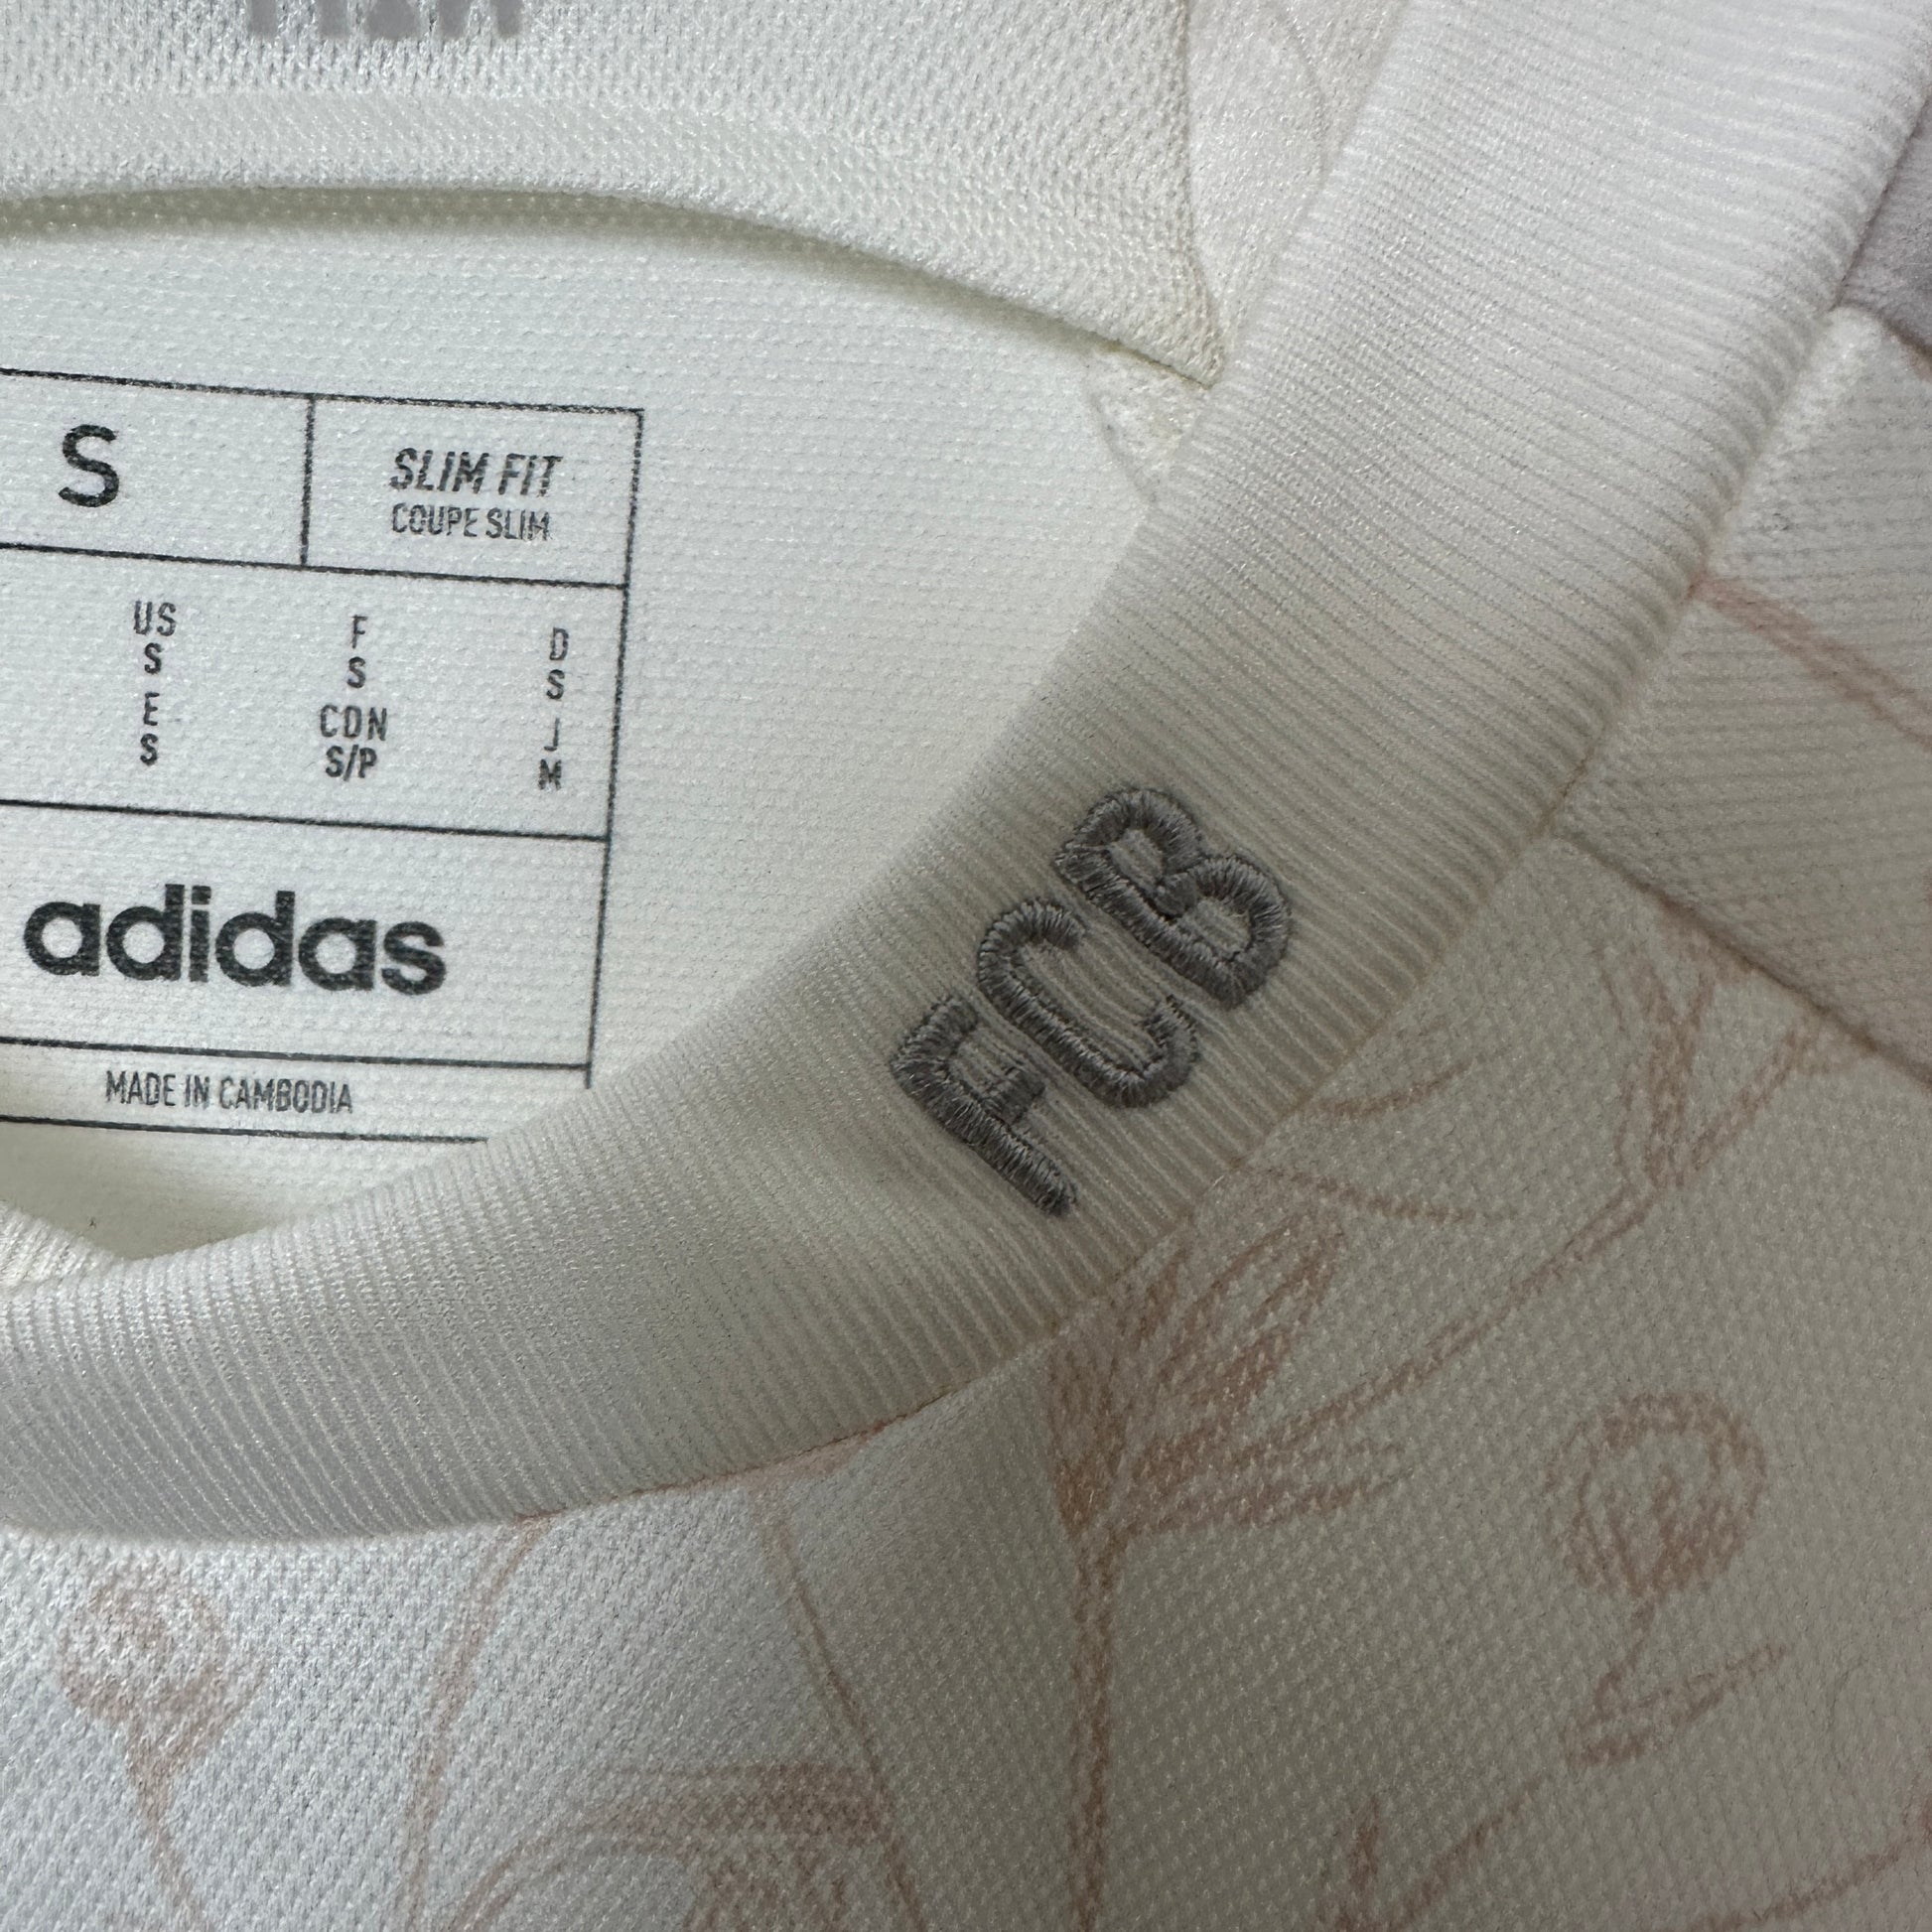 S
SLIM FIT
COUPE SLIM
US F D
S S S
E CDN J
S S/P M
adidas
MADE IN CAMBODIA
FCB